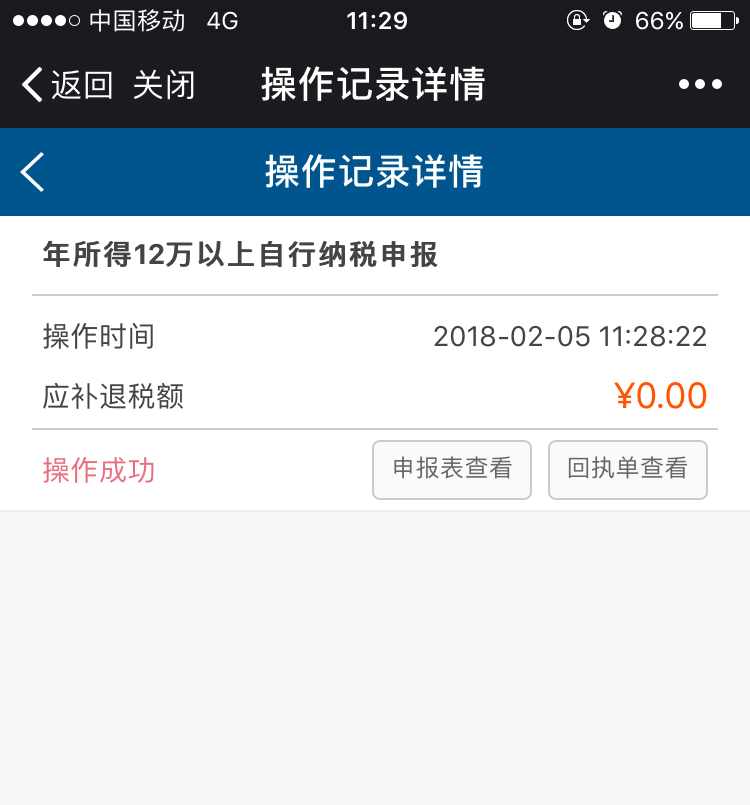 中国移动 4G 11:29 66%
返回 关闭 操作记录详情
操作记录详情
年所得12万以上自行纳税申报
操作时间 2018-02-05 11:28:22
应补退税额 ¥0.00
操作成功 申报表查看 回执单查看